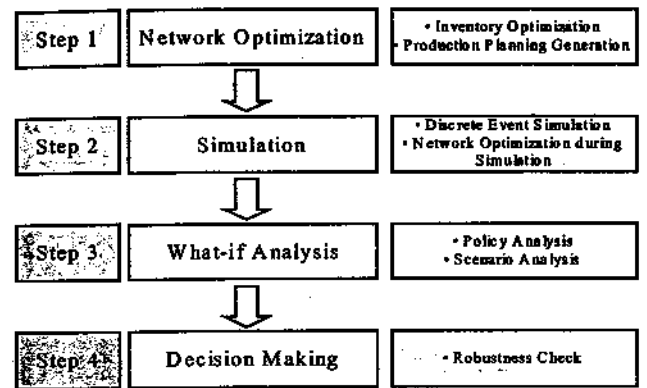 Step 1
Network Optimization
• Inventory Optimization
• Production Planning Generation
Step 2
Simulation
• Discrete Event Simulation
• Network Optimization during
Simulation
Step 3
What-if Analysis
• Policy Analysis
• Scenario Analysis
Step 4
Decision Making
• Robustness Check